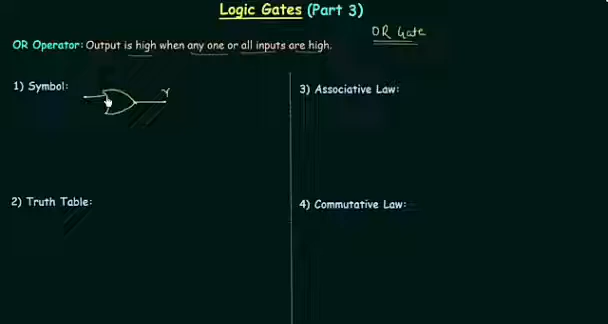 Logic Gates (Part 3)
OR Gate
OR Operator: Output is high when any one or all inputs are high.
1) Symbol:
Y
2) Truth Table:
3) Associative Law:
4) Commutative Law: